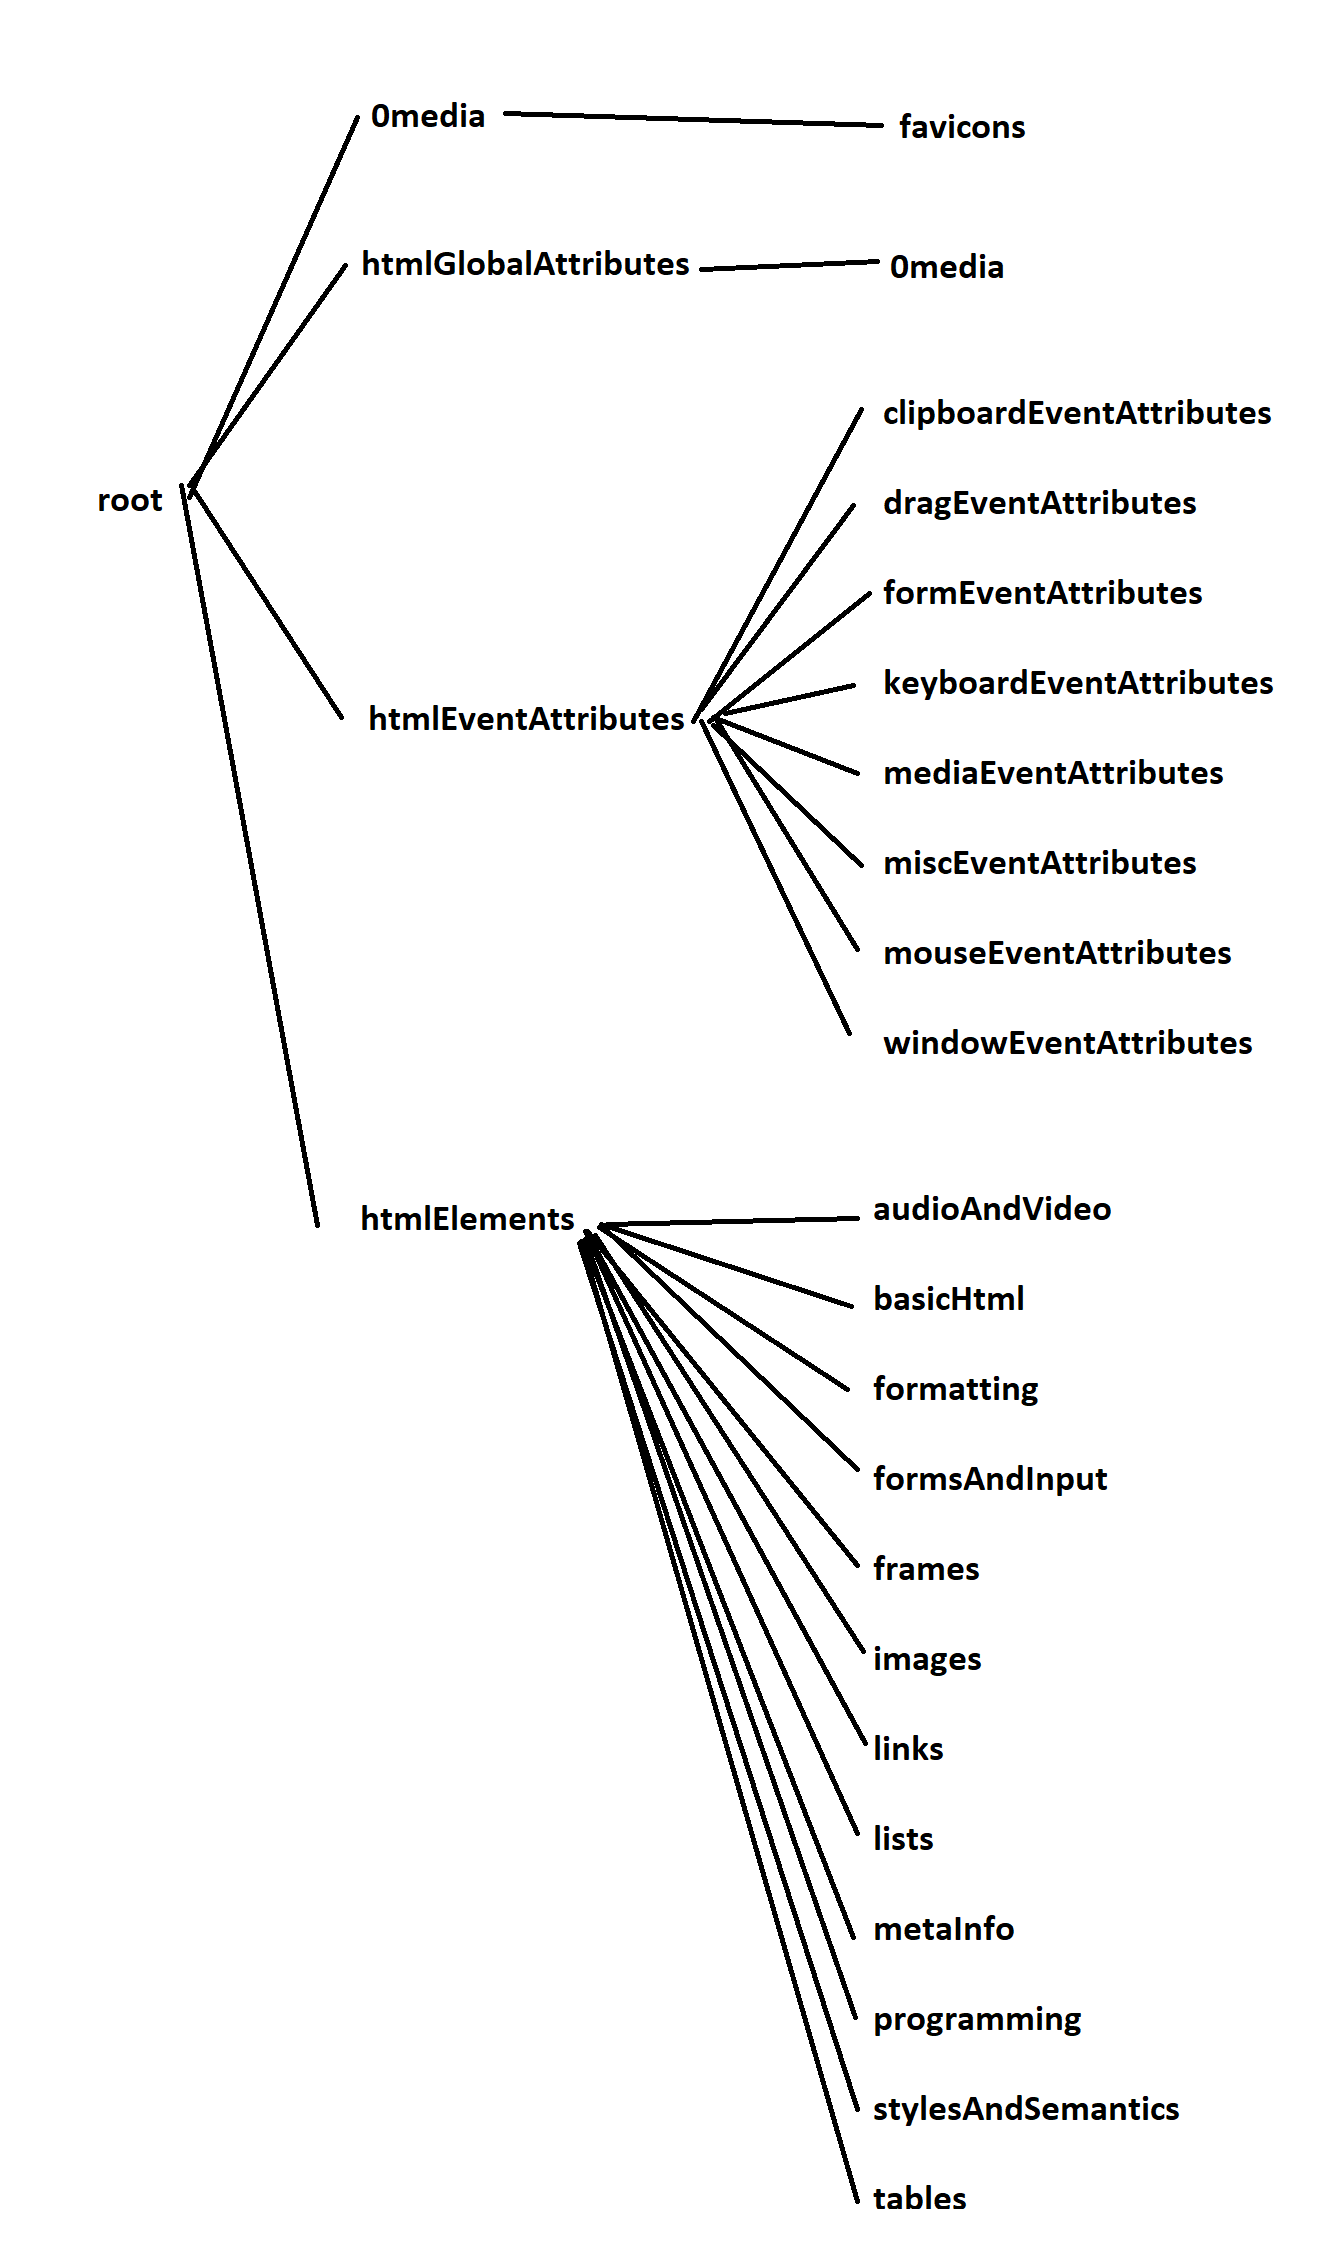 0media
favicons
htmlGlobalAttributes
0media
root
clipboardEventAttributes
dragEventAttributes
formEventAttributes
keyboardEventAttributes
htmlEventAttributes
mediaEventAttributes
miscEventAttributes
mouseEventAttributes
windowEventAttributes
htmlElements
audioAndVideo
basicHtml
formatting
formsAndInput
frames
images
links
lists
metaInfo
programming
stylesAndSemantics
tables